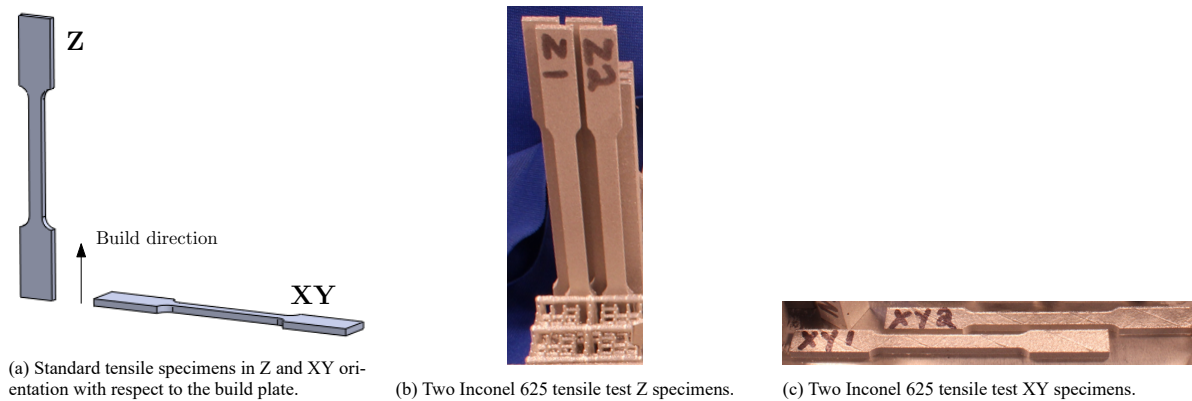 Z
Build direction
XY
(a) Standard tensile specimens in Z and XY ori-
entation with respect to the build plate.
Z1
Z2
(b) Two Inconel 625 tensile test Z specimens.
XY2
XY1
(c) Two Inconel 625 tensile test XY specimens.